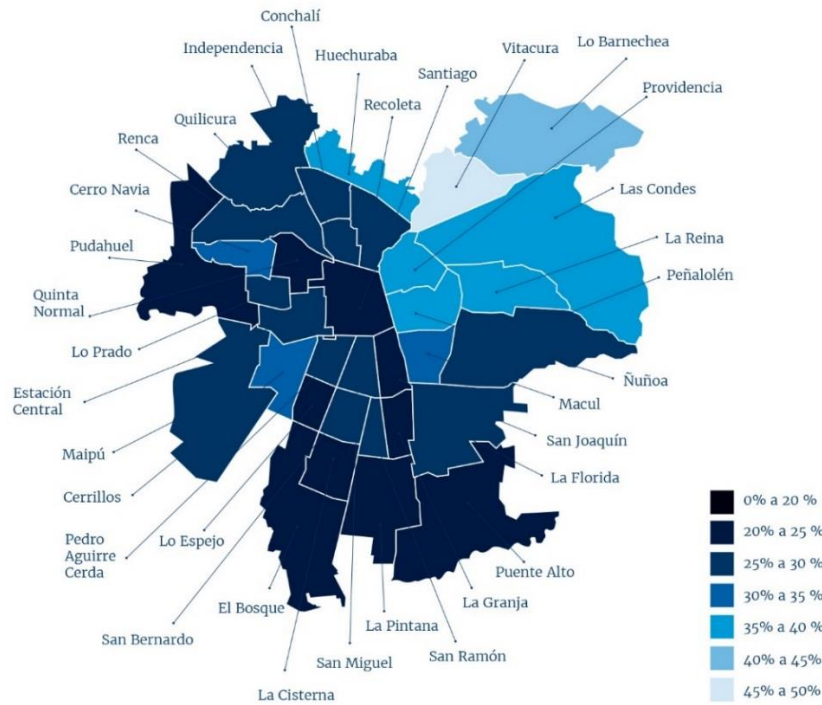 Conchalí
Independencia
Huechuraba
Vitacura
Lo Barnechea
Santiago
Providencia
Recoleta
Quilicura
Renca
Cerro Navia
Las Condes
Pudahuel
La Reina
Peñalolén
Quinta
Normal
Lo Prado
Estación
Central
Ñuñoa
Macul
San Joaquín
Maipú
La Florida
Cerrillos
Pedro
Aguirre
Cerda
Lo Espejo
Puente Alto
El Bosque
La Granja
La Pintana
San Bernardo
San Miguel
San Ramón
La Cisterna
0% a 20 %
20% a 25 %
25% a 30 %
30% a 35 %
35% a 40 %
40% a 45%
45% a 50%